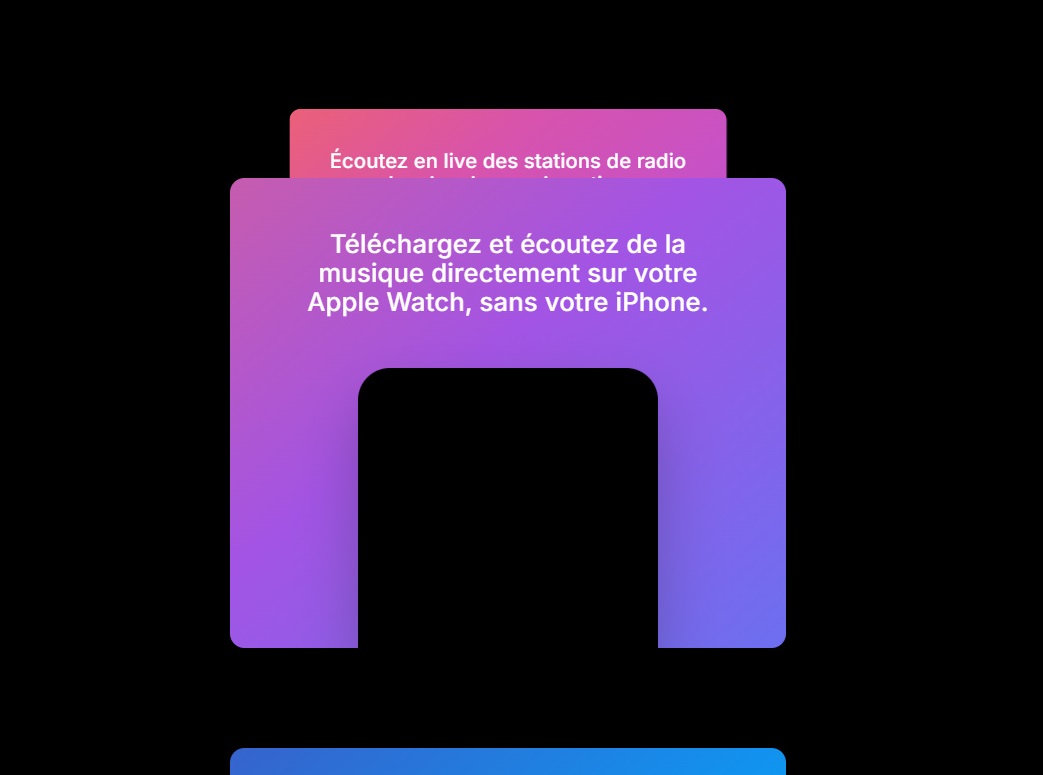 Écoutez en live des stations de radio
Téléchargez et écoutez de la
musique directement sur votre
Apple Watch, sans votre iPhone.